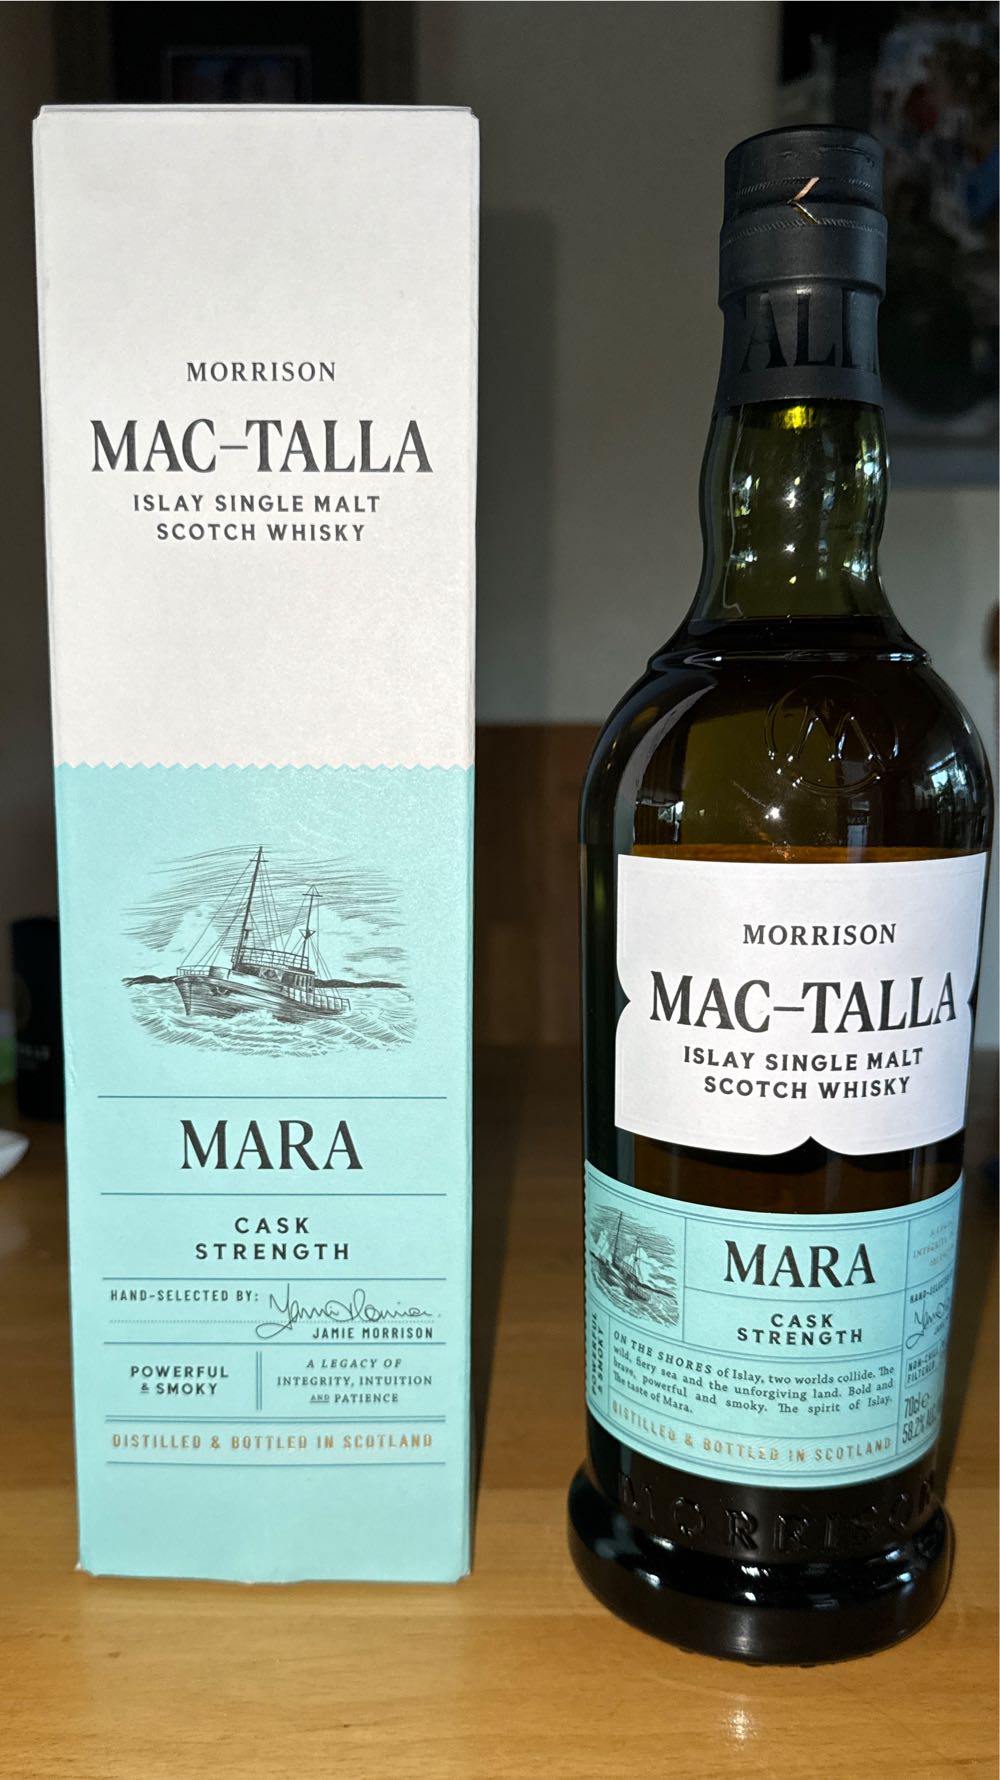 MORRISON
MAC-TALLA
ISLAY SINGLE MALT
SCOTCH WHISKY
MARA
CASK
STRENGTH
HAND-SELECTED BY:
JAMIE MORRISON
POWERFUL
& SMOKY
A LEGACY OF
INTEGRITY, INTUITION
AND PATIENCE
DISTILLED & BOTTLED IN SCOTLAND
M
MORRISON
MAC-TALLA
ISLAY SINGLE MALT
SCOTCH WHISKY
MARA
CASK
STRENGTH
POWERFUL
& SMOKY
ON THE SHORES of Islay, two worlds collide. The
wild, fiery sea and the unforgiving land. Bold and
brave, powerful and smoky. The spirit of Islay.
The taste of Mara.
DISTILLED & BOTTLED IN SCOTLAND
70cl e
58.2%
MORRISON